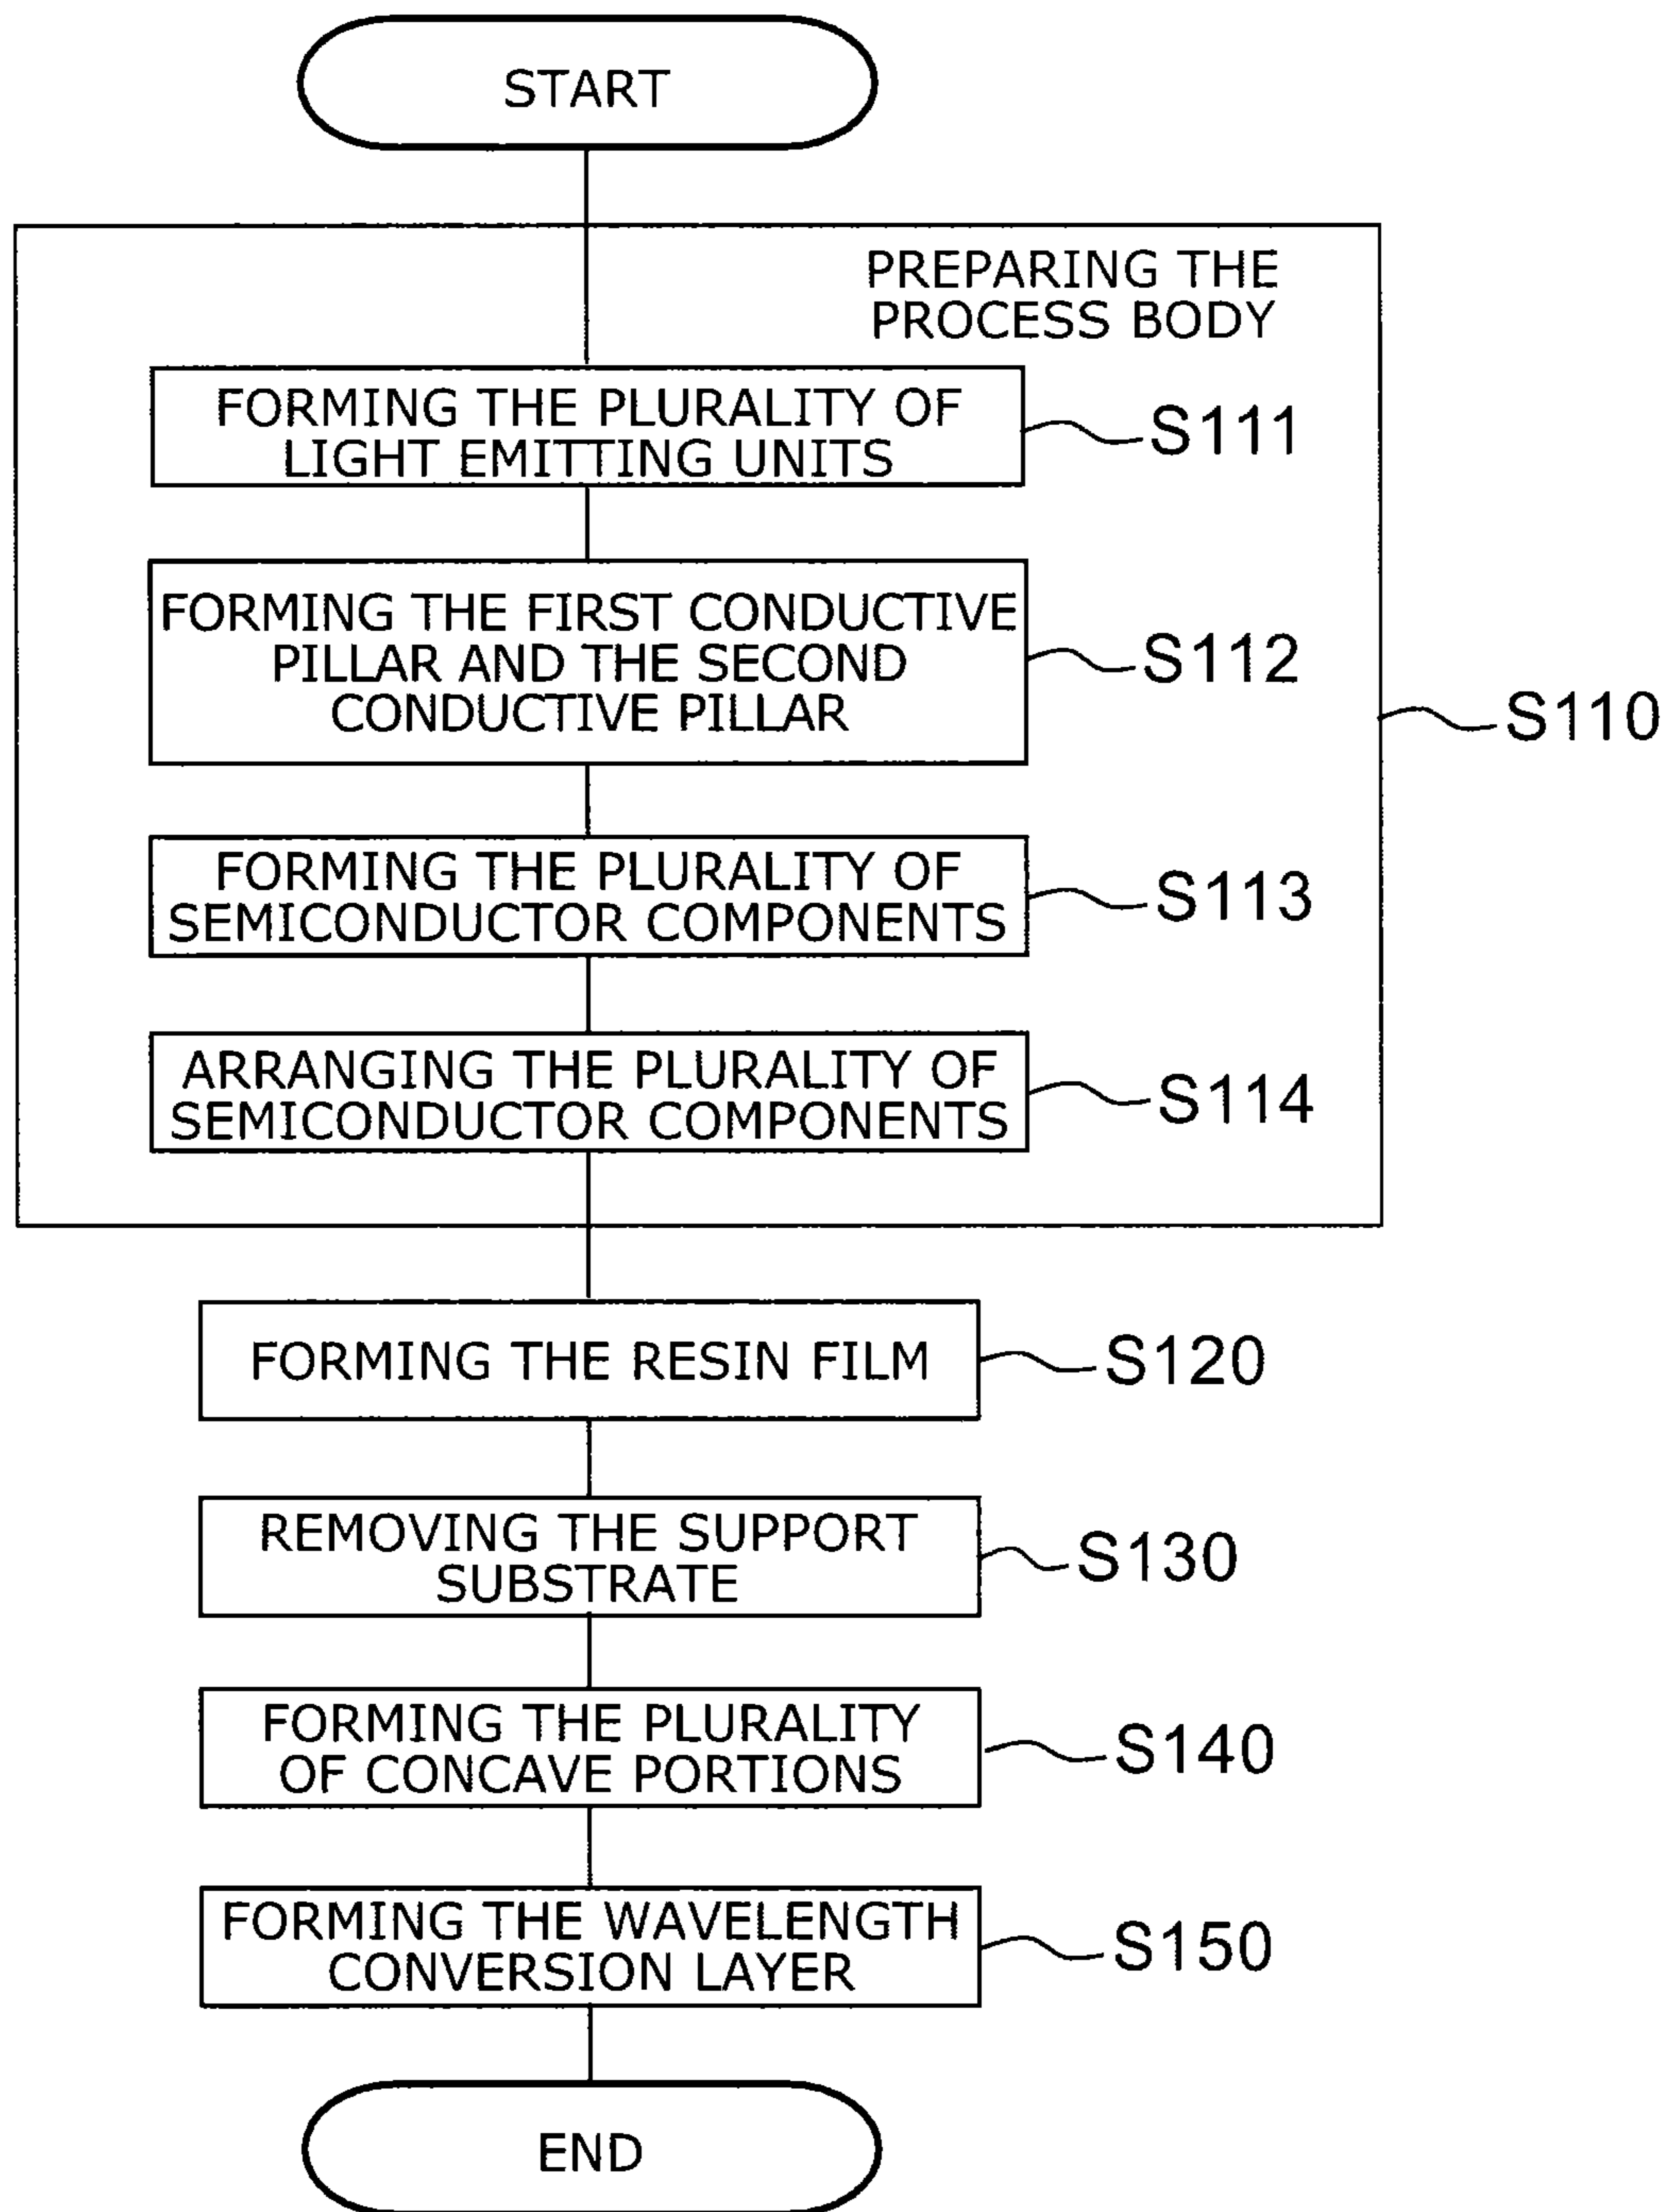 START
PREPARING THE
PROCESS BODY
FORMING THE PLURALITY OF
LIGHT EMITTING UNITS
S111
FORMING THE FIRST CONDUCTIVE
PILLAR AND THE SECOND
CONDUCTIVE PILLAR
S112
S110
FORMING THE PLURALITY OF
SEMICONDUCTOR COMPONENTS
S113
ARRANGING THE PLURALITY OF
SEMICONDUCTOR COMPONENTS
S114
FORMING THE RESIN FILM
S120
REMOVING THE SUPPORT
SUBSTRATE
S130
FORMING THE PLURALITY
OF CONCAVE PORTIONS
S140
FORMING THE WAVELENGTH
CONVERSION LAYER
S150
END